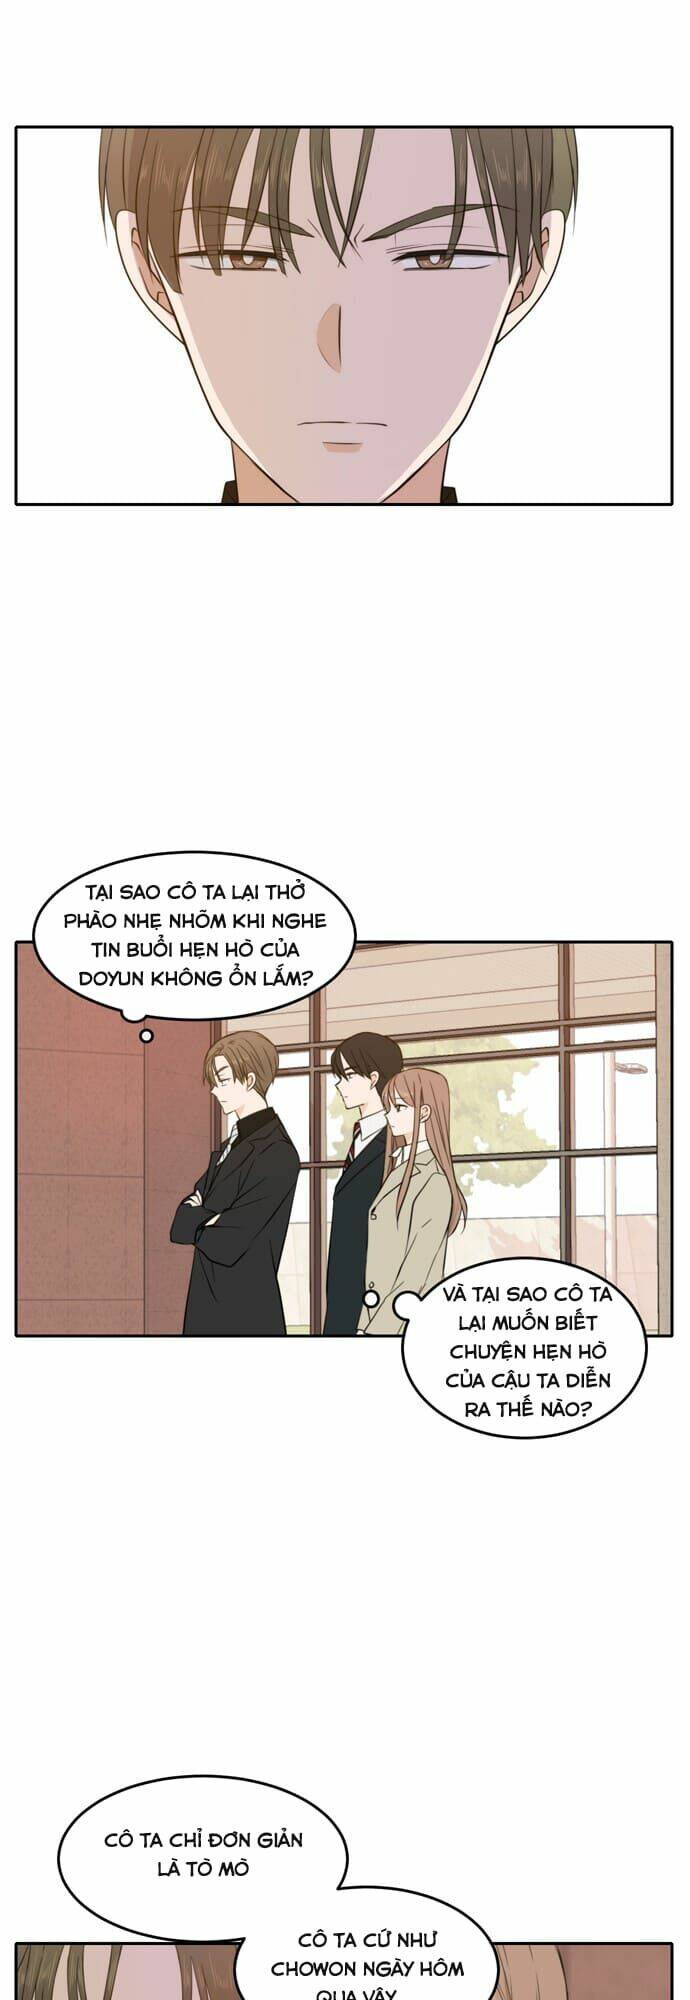 TẠI SAO CÔ TA LẠI THỞ
PHÀO NHẸ NHÕM KHI NGHE
TIN BUỔI HẸN HÒ CỦA
DOYUN KHÔNG ỔN LẮM?
VÀ TẠI SAO CÔ TA
LẠI MUỐN BIẾT
CHUYỆN HẸN HÒ
CỦA CẬU TA DIỄN
RA THẾ NÀO?
CÔ TA CHỈ ĐƠN GIẢN
LÀ TÒ MÒ
CÔ TA CỨ NHƯ
CHOWON NGÀY HÔM
QUA VẬY